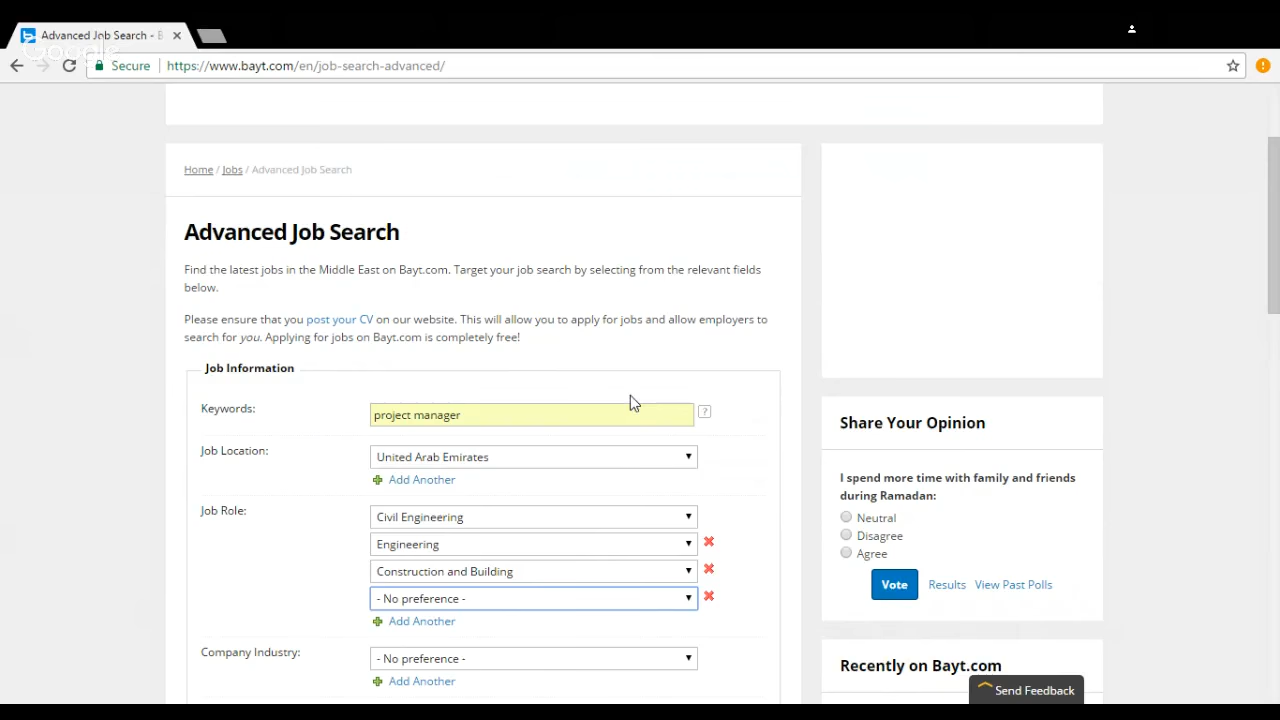 Advanced Job Search - B
Google
Secure https://www.bayt.com/en/job-search-advanced/
Home / Jobs / Advanced Job Search
Advanced Job Search
Find the latest jobs in the Middle East on Bayt.com. Target your job search by selecting from the relevant fields
below.
Please ensure that you post your CV on our website. This will allow you to apply for jobs and allow employers to
search for you. Applying for jobs on Bayt.com is completely free!
Job Information
Keywords: project manager ?
Job Location: United Arab Emirates
Add Another
Job Role: Civil Engineering
Engineering
Construction and Building
- No preference -
Add Another
Company Industry: - No preference -
Add Another
Share Your Opinion
I spend more time with family and friends
during Ramadan:
Neutral
Disagree
Agree
Vote Results View Past Polls
Recently on Bayt.com
Send Feedback